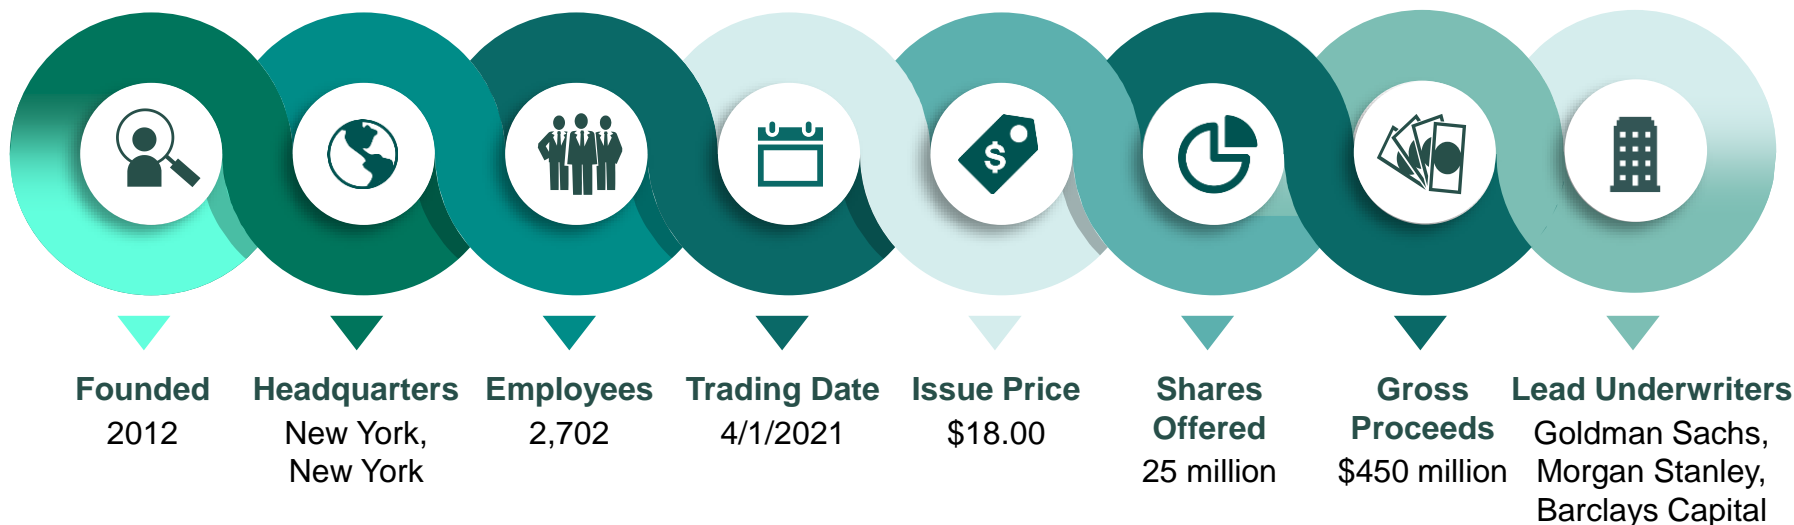 Founded
2012
Headquarters
New York,
New York
Employees
2,702
Trading Date
4/1/2021
Issue Price
$18.00
Shares
Offered
25 million
Gross
Proceeds
$450 million
Lead Underwriters
Goldman Sachs,
Morgan Stanley,
Barclays Capital
$